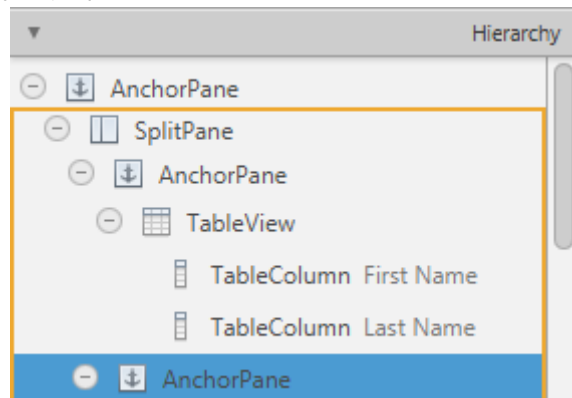 Hierarchy
AnchorPane
SplitPane
AnchorPane
TableView
TableColumn First Name
TableColumn Last Name
AnchorPane